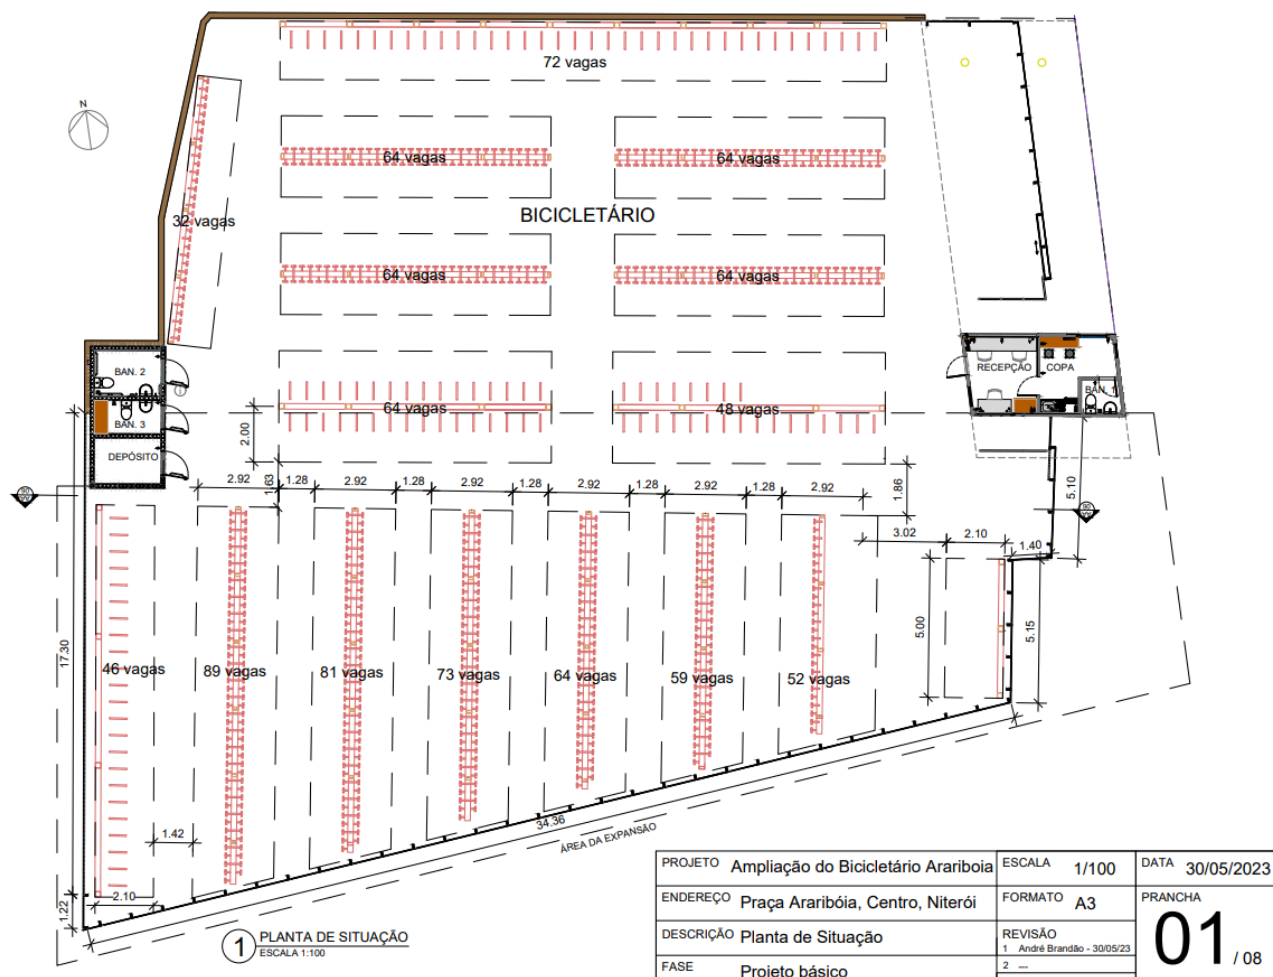 72 vagas
N
64 vagas
64 vagas
BICICLETÁRIO
32 vagas
64 vagas
64 vagas
BAN. 2
RECEPÇÃO
COPA
BAN. 1
64 vagas
48 vagas
BAN. 3
2.00
DEPÓSITO
2.92
1.63
1.28
2.92
1.28
2.92
1.28
2.92
1.28
2.92
1.28
2.92
1.86
5.10
3.02
2.10
1.40
17.30
5.00
5.15
46 vagas
89 vagas
81 vagas
73 vagas
64 vagas
59 vagas
52 vagas
1.42
34.36
ÁREA DA EXPANSÃO
2.10
1.22
1
PLANTA DE SITUAÇÃO
ESCALA 1:100
PROJETO Ampliação do Bicicletário Arariboia
ESCALA 1/100
DATA 30/05/2023
ENDEREÇO Praça Araribóia, Centro, Niterói
FORMATO A3
PRANCHA
01 / 08
DESCRIÇÃO Planta de Situação
REVISÃO
1 André Brandão - 30/05/23
2 ---
FASE Projeto básico